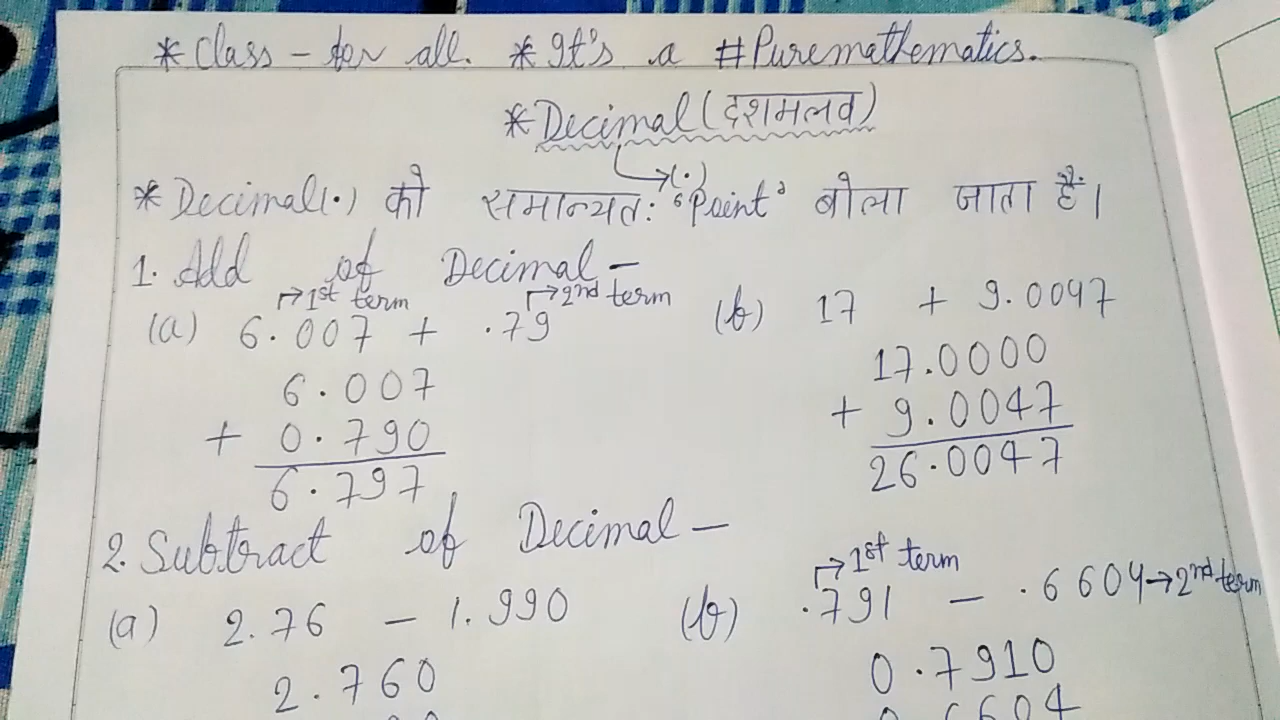 * Class - for all. * It's a #Puremathematics.
* Decimal (दशमलव)
→(.)
* Decimal(.) को समान्यत: 'Point' बोला जाता हैं।
1. Add of Decimal -
→1st term →2nd term
(a) 6.007 + .79 (b) 17 + 9.0047
6.007 17.0000
+ 0.790 + 9.0047
6.797 26.0047
2. Subtract of Decimal -
→1st term
(a) 2.76 - 1.990 (b) .791 - .6604→2nd term
2.760 0.7910
0.6604